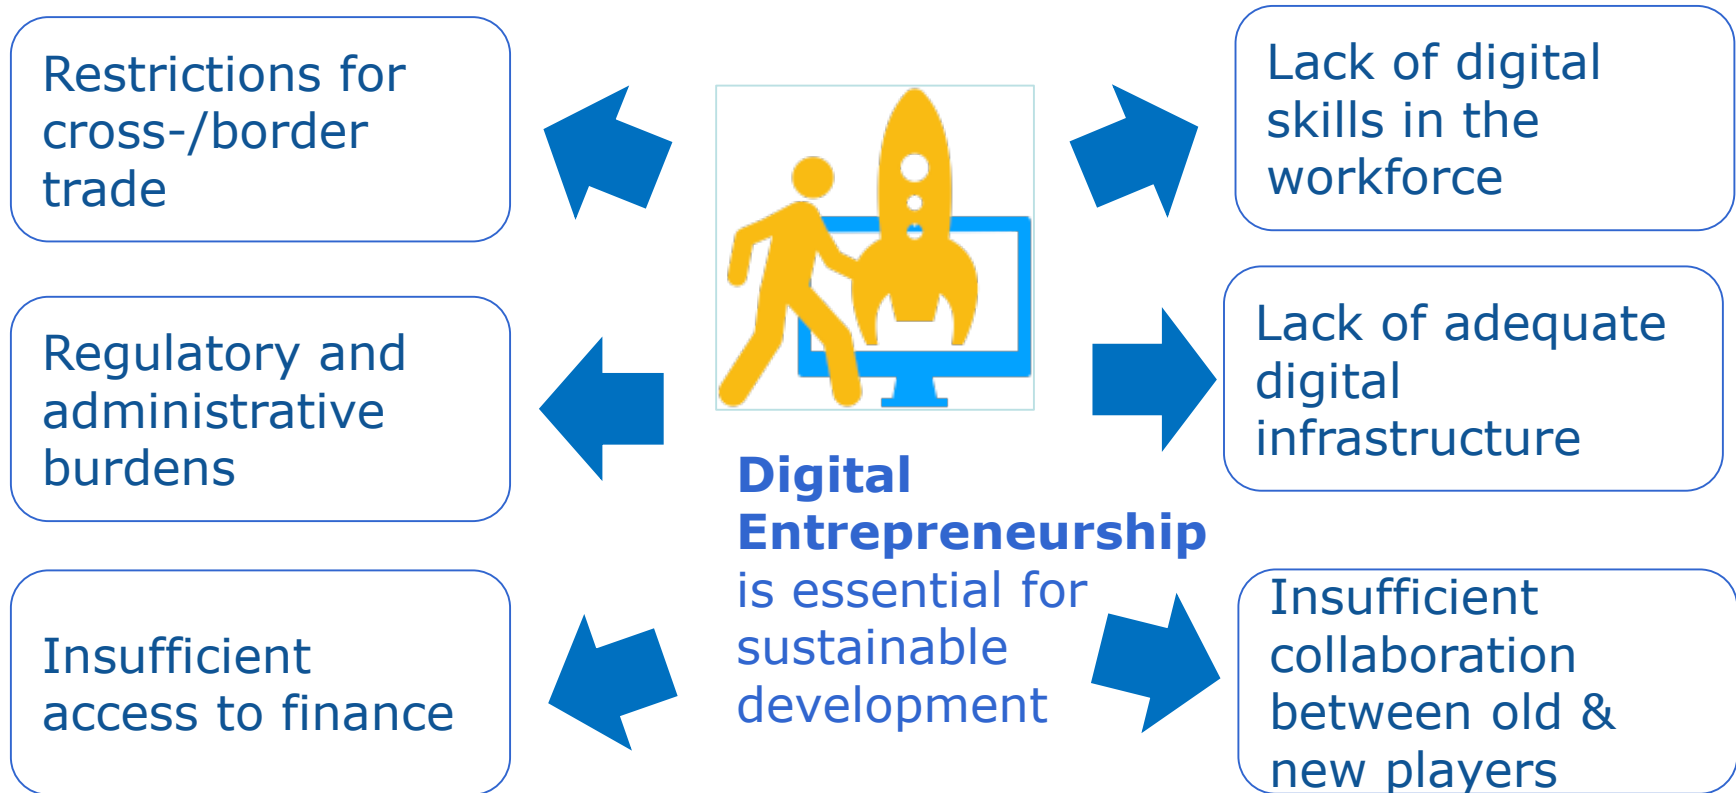 Restrictions for
cross-/border
trade
Regulatory and
administrative
burdens
Insufficient
access to finance
Digital
Entrepreneurship
is essential for
sustainable
development
Lack of digital
skills in the
workforce
Lack of adequate
digital
infrastructure
Insufficient
collaboration
between old &
new players